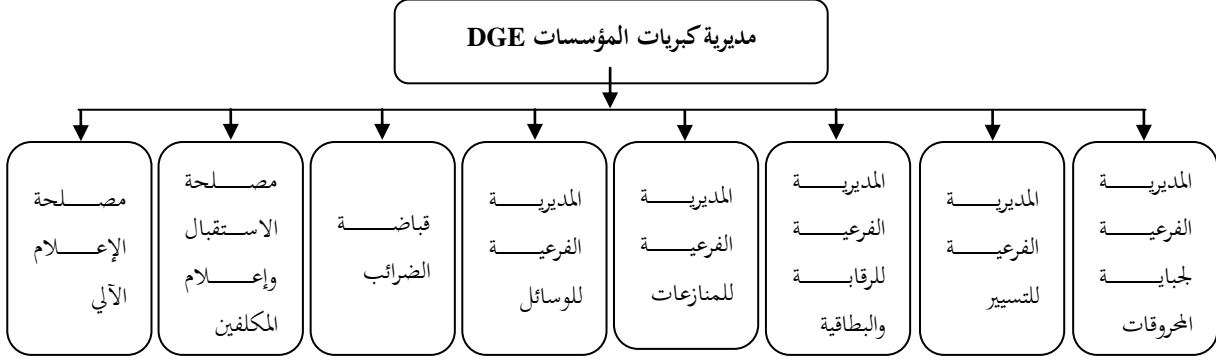 مديرية كبريات المؤسسات DGE
المديرية
الفرعية
لجباية
المحروقات
المديرية
الفرعية
للتسيير
المديرية
الفرعية
للرقابة
والبطاقية
المديرية
الفرعية
للمنازعات
المديرية
الفرعية
للوسائل
قباضة
الضرائب
مصلحة
الاستقبال
وإعلام
المكلفين
مصلحة
الإعلام
الآلي